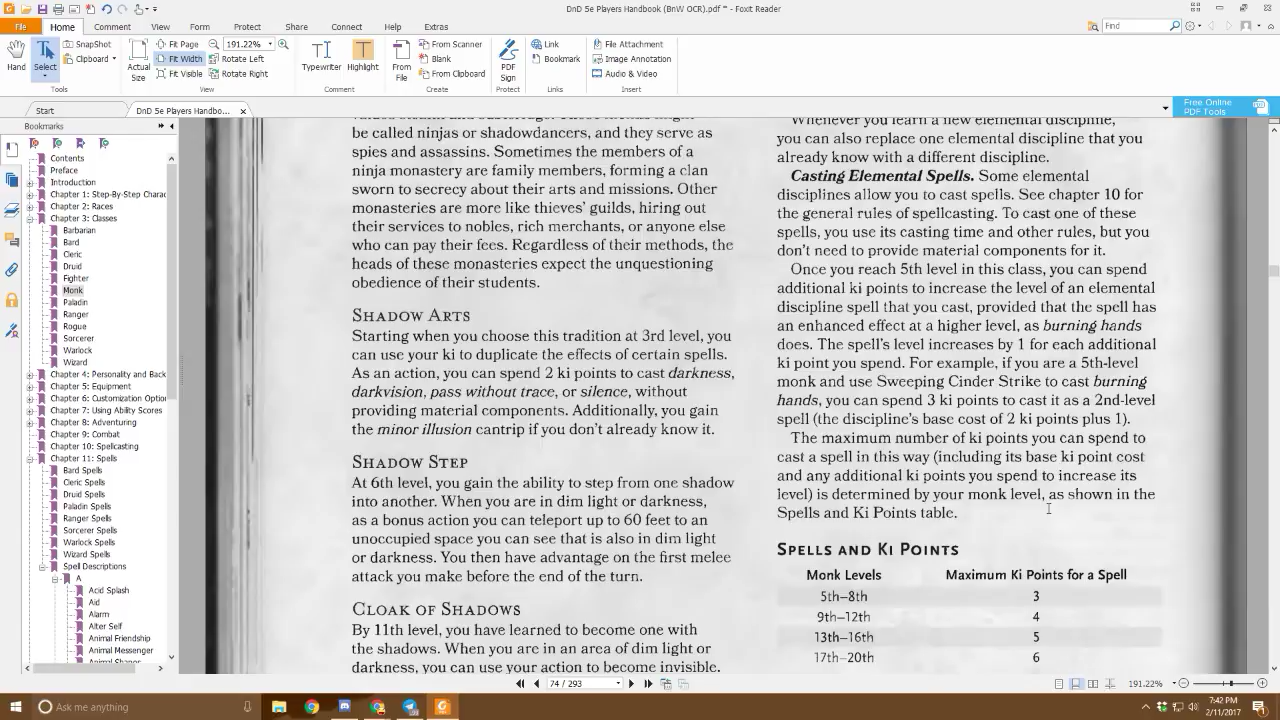 DnD 5e Players Handbook (BnW OCR).pdf * - Foxit Reader
File Home Comment View Form Protect Share Connect Help Extras
Find
Hand
Select
SnapShot
Clipboard
Tools
Actual Size
Fit Page
Fit Width
Fit Visible
191.22%
Rotate Left
Rotate Right
View
Typewriter
Highlight
Comment
From File
From Scanner
Blank
From Clipboard
Create
PDF Sign
Protect
Link
Bookmark
Links
File Attachment
Image Annotation
Audio & Video
Insert
Start
DnD 5e Players Handbo...
Free Online
PDF Tools
Bookmarks
Contents
Preface
Introduction
Chapter 1: Step-By-Step Charac
Chapter 2: Races
Chapter 3: Classes
Barbarian
Bard
Cleric
Druid
Fighter
Monk
Paladin
Ranger
Rogue
Sorcerer
Warlock
Wizard
Chapter 4: Personality and Back
Chapter 5: Equipment
Chapter 6: Customization Option
Chapter 7: Using Ability Scores
Chapter 8: Adventuring
Chapter 9: Combat
Chapter 10: Spellcasting
Chapter 11: Spells
Bard Spells
Cleric Spells
Druid Spells
Paladin Spells
Ranger Spells
Sorcerer Spells
Warlock Spells
Wizard Spells
Spell Descriptions
A
Acid Splash
Aid
Alarm
Alter Self
Animal Friendship
Animal Messenger
Animal Shapes
be called ninjas or shadowdancers, and they serve as
spies and assassins. Sometimes the members of a
ninja monastery are family members, forming a clan
sworn to secrecy about their arts and missions. Other
monasteries are more like thieves' guilds, hiring out
their services to nobles, rich merchants, or anyone else
who can pay their fees. Regardless of their methods, the
heads of these monasteries expect the unquestioning
obedience of their students.
SHADOW ARTS
Starting when you choose this tradition at 3rd level, you
can use your ki to duplicate the effects of certain spells.
As an action, you can spend 2 ki points to cast darkness,
darkvision, pass without trace, or silence, without
providing material components. Additionally, you gain
the minor illusion cantrip if you don't already know it.
SHADOW STEP
At 6th level, you gain the ability to step from one shadow
into another. When you are in dim light or darkness,
as a bonus action you can teleport up to 60 feet to an
unoccupied space you can see that is also in dim light
or darkness. You then have advantage on the first melee
attack you make before the end of the turn.
CLOAK OF SHADOWS
By 11th level, you have learned to become one with
the shadows. When you are in an area of dim light or
darkness, you can use your action to become invisible.
Whenever you learn a new elemental discipline,
you can also replace one elemental discipline that you
already know with a different discipline.
Casting Elemental Spells. Some elemental
disciplines allow you to cast spells. See chapter 10 for
the general rules of spellcasting. To cast one of these
spells, you use its casting time and other rules, but you
don't need to provide material components for it.
Once you reach 5th level in this class, you can spend
additional ki points to increase the level of an elemental
discipline spell that you cast, provided that the spell has
an enhanced effect at a higher level, as burning hands
does. The spell's level increases by 1 for each additional
ki point you spend. For example, if you are a 5th-level
monk and use Sweeping Cinder Strike to cast burning
hands, you can spend 3 ki points to cast it as a 2nd-level
spell (the discipline's base cost of 2 ki points plus 1).
The maximum number of ki points you can spend to
cast a spell in this way (including its base ki point cost
and any additional ki points you spend to increase its
level) is determined by your monk level, as shown in the
Spells and Ki Points table.
SPELLS AND KI POINTS
Monk Levels Maximum Ki Points for a Spell
5th–8th 3
9th–12th 4
13th–16th 5
17th–20th 6
74 / 293
191.22%
Ask me anything
7:42 PM
2/11/2017